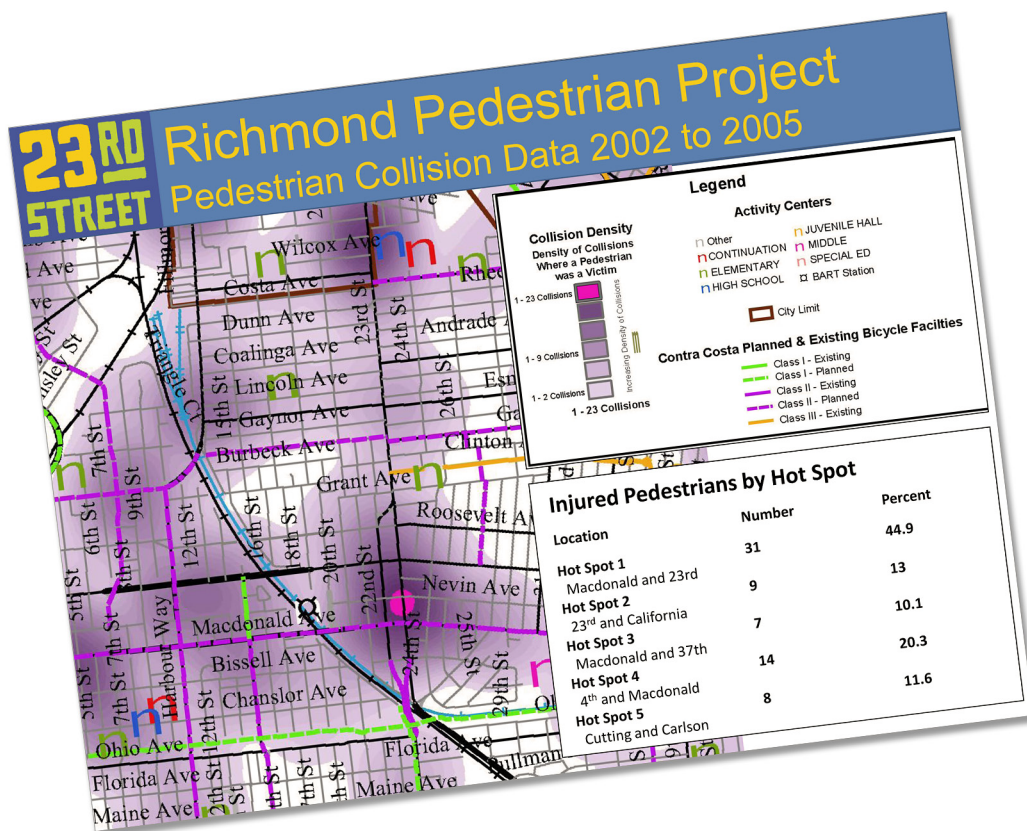 23RD
STREET
Richmond Pedestrian Project
Pedestrian Collision Data 2002 to 2005
Legend
Collision Density
Density of Collisions
Where a Pedestrian
was a Victim
1 - 23 Collisions
1 - 9 Collisions
1 - 2 Collisions
Increasing Density of Collisions
1 - 23 Collisions
Activity Centers
Other
CONTINUATION
ELEMENTARY
HIGH SCHOOL
JUVENILE HALL
MIDDLE
SPECIAL ED
BART Station
City Limit
Contra Costa Planned & Existing Bicycle Facilties
Class I - Existing
Class I - Planned
Class II - Existing
Class II - Planned
Class III - Existing
Injured Pedestrians by Hot Spot
Location Number Percent
Hot Spot 1 31 44.9
Macdonald and 23rd
Hot Spot 2 9 13
23rd and California
Hot Spot 3 7 10.1
Macdonald and 37th
Hot Spot 4 14 20.3
4th and Macdonald
Hot Spot 5 8 11.6
Cutting and Carlson
Wilcox Ave
Costa Ave
Dunn Ave
Coalinga Ave
Lincoln Ave
Gaynor Ave
Burbeck Ave
Grant Ave
Clinton
Andrade
Roosevelt
Nevin Ave
Macdonald Ave
Bissell Ave
Chanslor Ave
Ohio Ave
Florida Ave
Maine Ave
Florida Ave
Maine Ave
Triangle Ct
23rd St
24th St
26th St
15th St
7th St
9th St
6th St
12th St
16th St
18th St
20th St
22nd St
5th St
7th St
Harbour Way
24th St
25th St
29th St
5th St
7th St
12th St